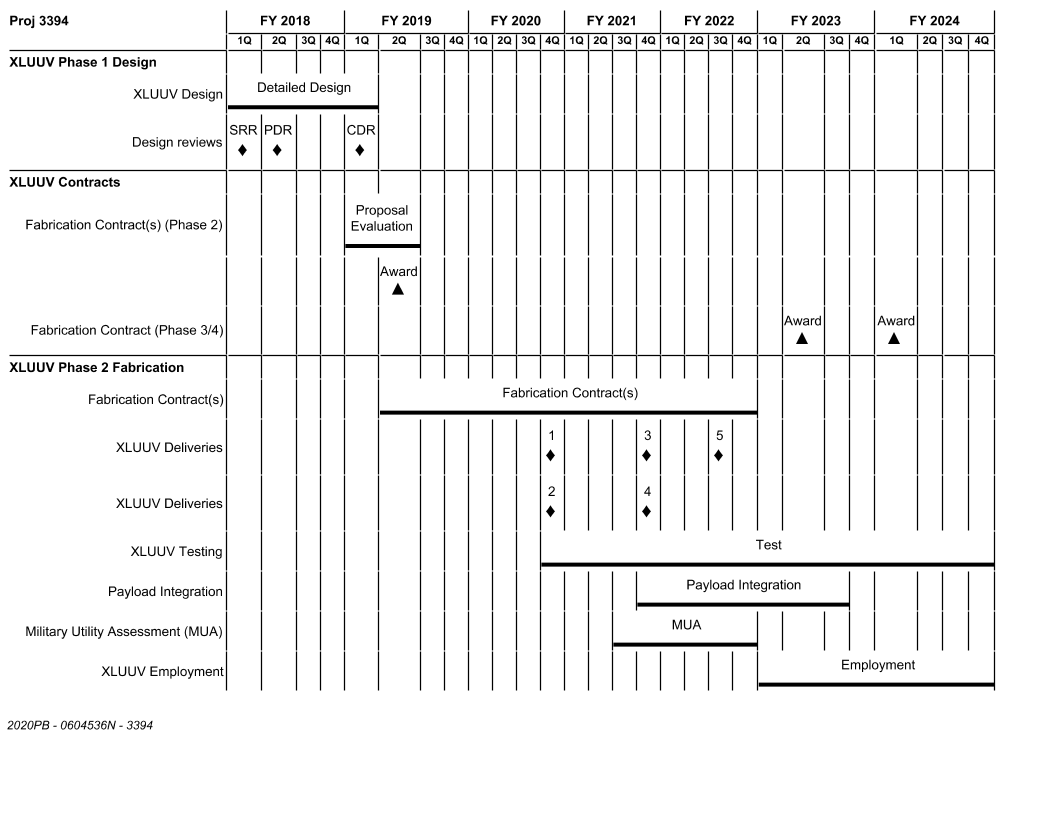 Proj 3394 FY 2018 FY 2019 FY 2020 FY 2021 FY 2022 FY 2023 FY 2024
1Q 2Q 3Q 4Q 1Q 2Q 3Q 4Q 1Q 2Q 3Q 4Q 1Q 2Q 3Q 4Q 1Q 2Q 3Q 4Q 1Q 2Q 3Q 4Q 1Q 2Q 3Q 4Q
XLUUV Phase 1 Design
XLUUV Design Detailed Design
Design reviews SRR PDR CDR
XLUUV Contracts
Fabrication Contract(s) (Phase 2) Proposal
Evaluation
Award
Fabrication Contract (Phase 3/4) Award Award
XLUUV Phase 2 Fabrication
Fabrication Contract(s) Fabrication Contract(s)
XLUUV Deliveries 1 3 5
XLUUV Deliveries 2 4
XLUUV Testing Test
Payload Integration Payload Integration
Military Utility Assessment (MUA) MUA
XLUUV Employment Employment
2020PB - 0604536N - 3394